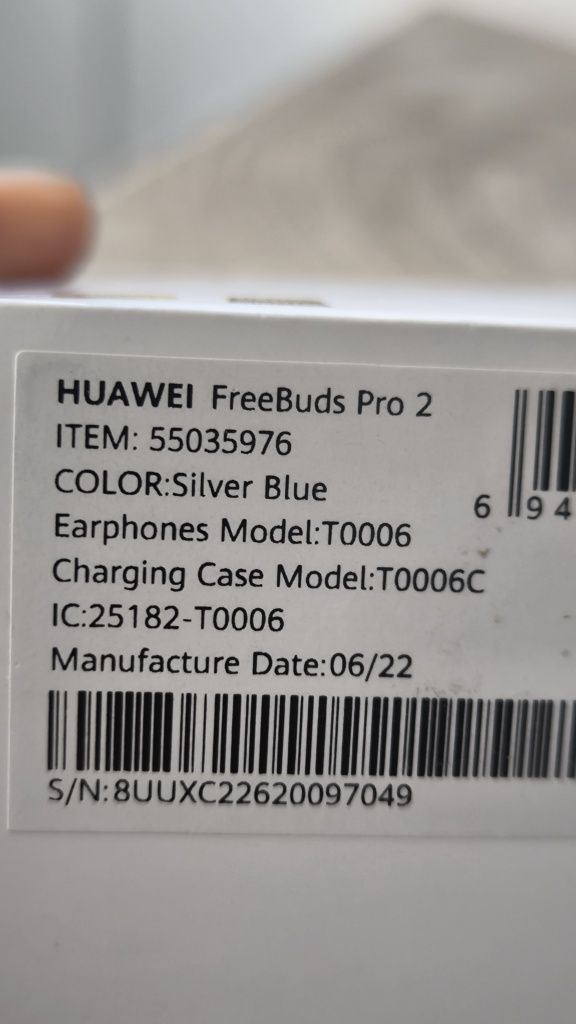 HUAWEI FreeBuds Pro 2
ITEM: 55035976
COLOR:Silver Blue
6 94
Earphones Model:T0006
Charging Case Model:T0006C
IC:25182-T0006
Manufacture Date:06/22
S/N:8UUXC22620097049